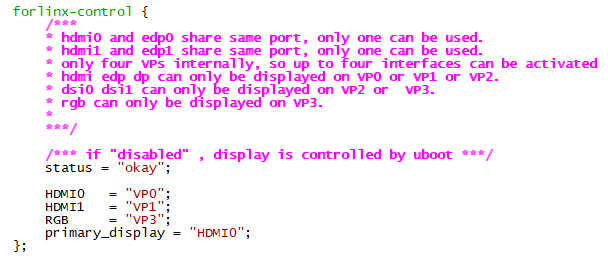 forlinx-control {
/***
* hdmi0 and edp0 share same port, only one can be used.
* hdmi1 and edp1 share same port, only one can be used.
* only four VPs internally, so up to four interfaces can be activated
* hdmi edp dp can only be displayed on VP0 or VP1 or VP2.
* dsi0 dsi1 can only be displayed on VP2 or  VP3.
* rgb can only be displayed on VP3.
*
***/
/*** if "disabled" , display is controlled by uboot ***/
status = "okay";
HDMI0   = "VP0";
HDMI1   = "VP1";
RGB     = "VP3";
primary_display = "HDMI0";
};